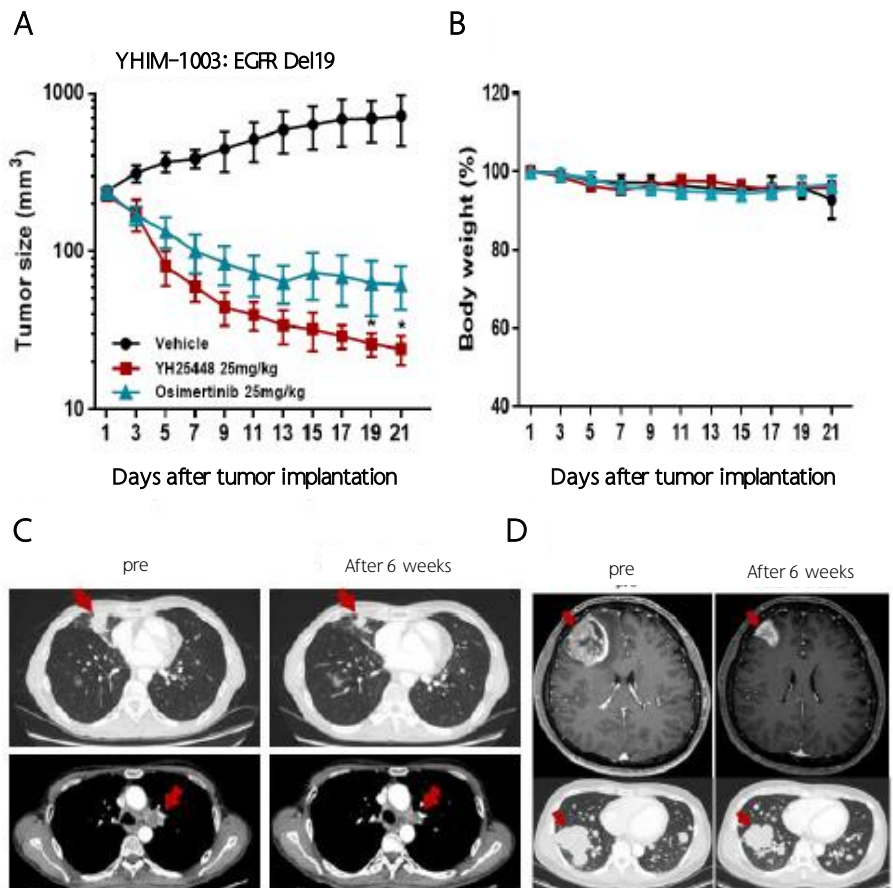 A
YHIM-1003: EGFR Del19
1000
100
10
Tumor size (mm³)
Vehicle
YH25448 25mg/kg
Osimertinib 25mg/kg
* *
1 3 5 7 9 11 13 15 17 19 21
Days after tumor implantation
B
120
100
80
60
40
Body weight (%)
1 3 5 7 9 11 13 15 17 19 21
Days after tumor implantation
C
pre
After 6 weeks
D
pre
After 6 weeks